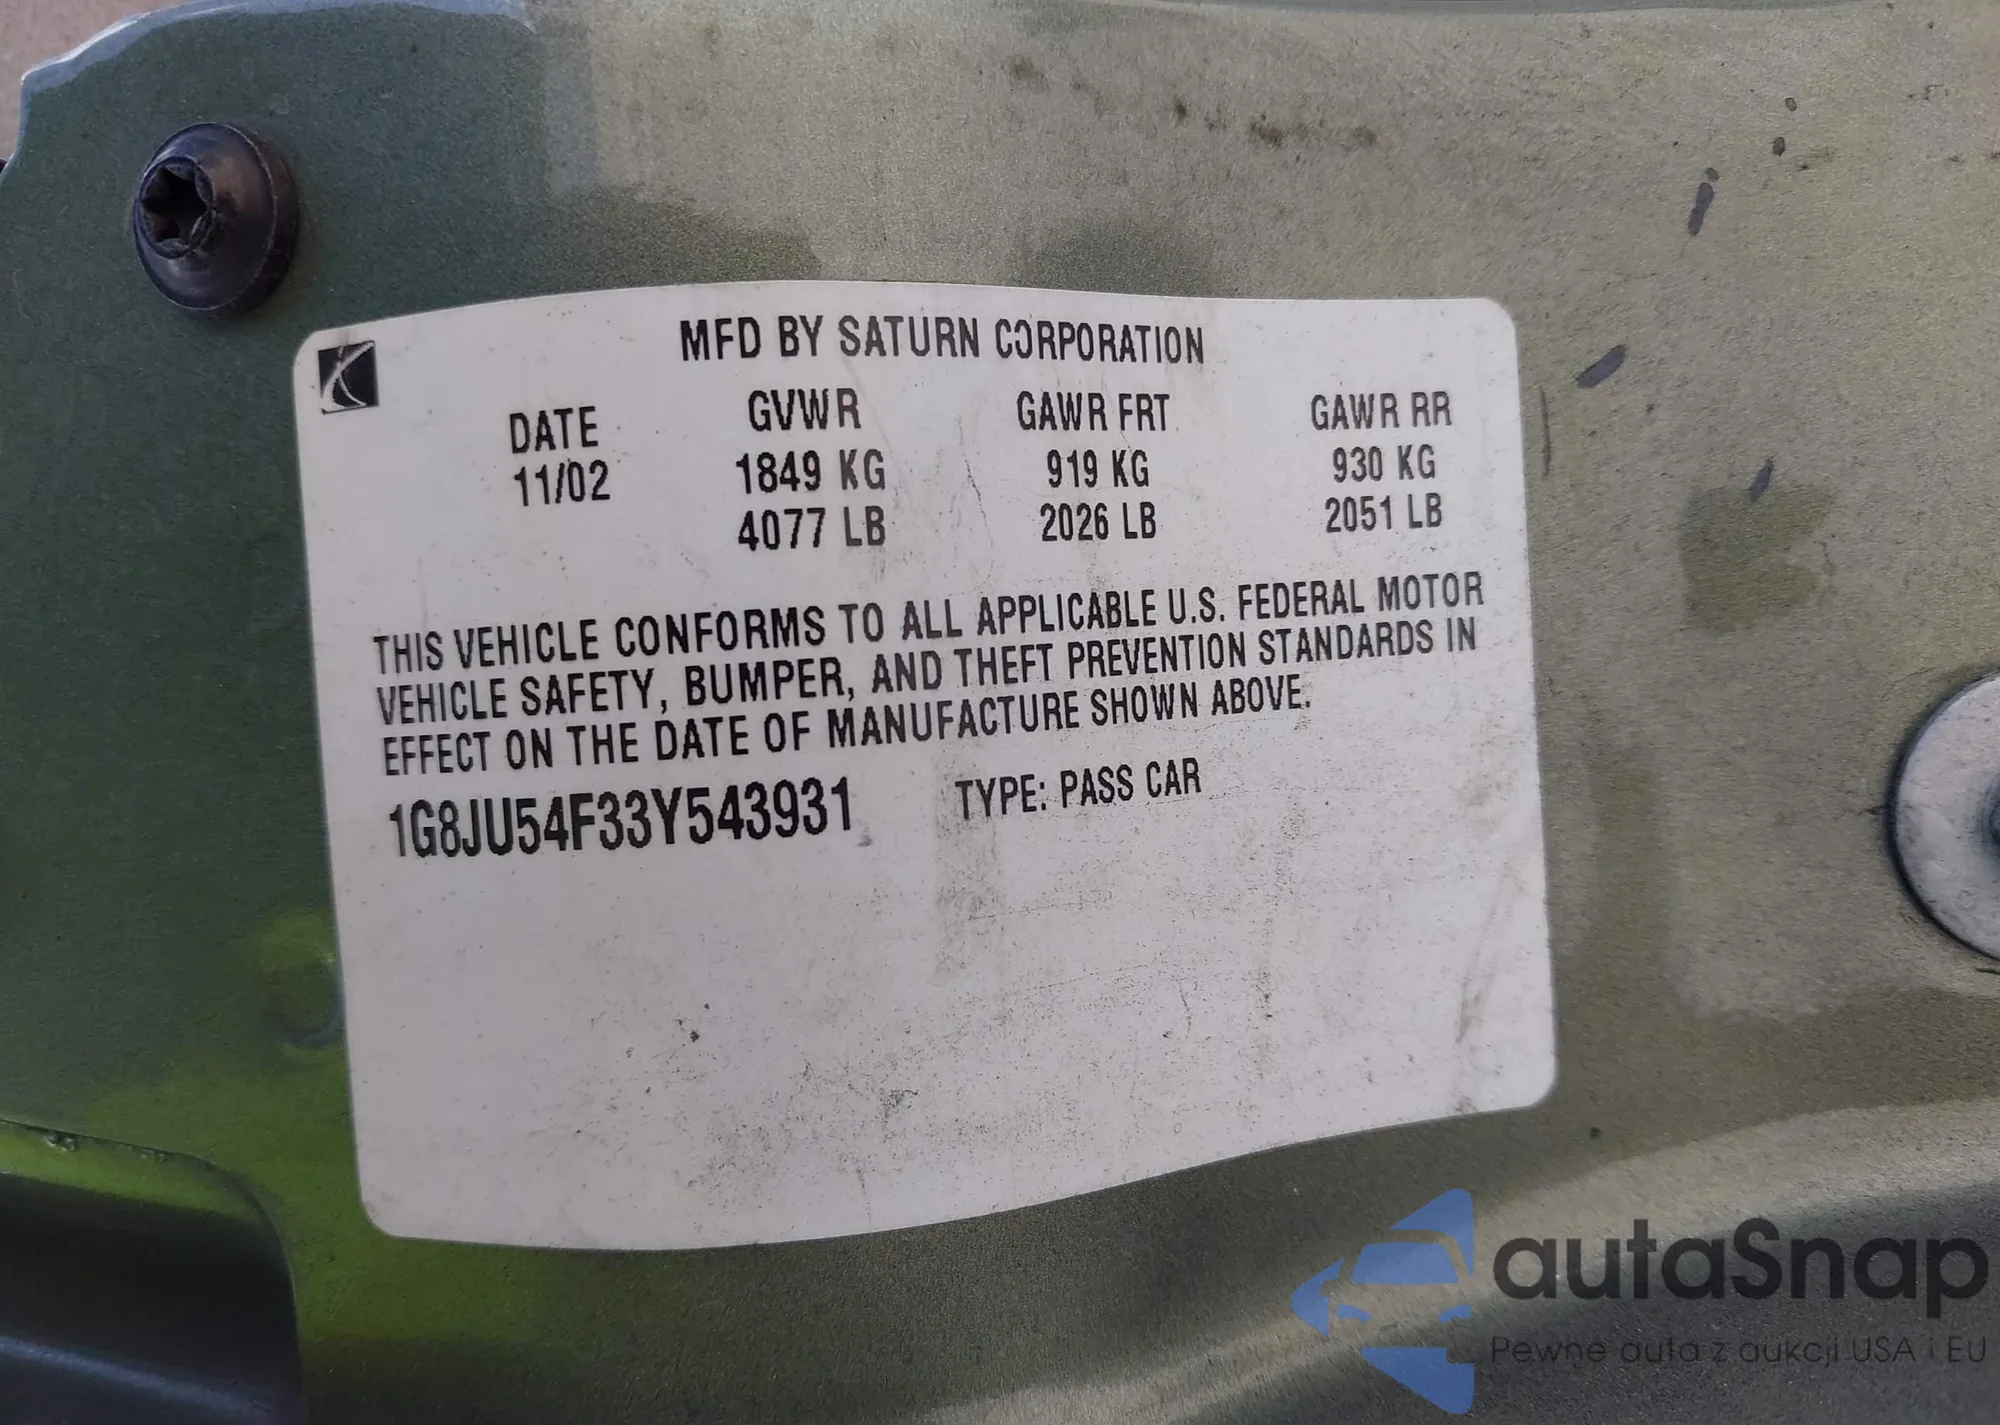 MFD BY SATURN CORPORATION
DATE GVWR GAWR FRT GAWR RR
11/02 1849 KG 919 KG 930 KG
4077 LB 2026 LB 2051 LB
THIS VEHICLE CONFORMS TO ALL APPLICABLE U.S. FEDERAL MOTOR
VEHICLE SAFETY, BUMPER, AND THEFT PREVENTION STANDARDS IN
EFFECT ON THE DATE OF MANUFACTURE SHOWN ABOVE.
1G8JU54F33Y543931 TYPE: PASS CAR
autaSnap
Pewne auta z aukcji USA i EU